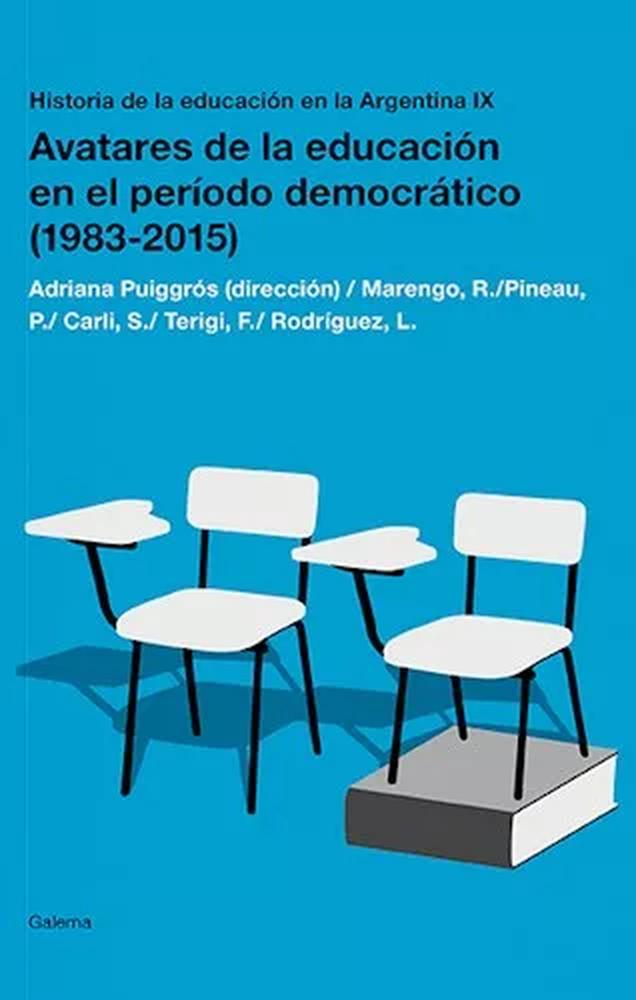 Historia de la educación en la Argentina IX
Avatares de la educación
en el período democrático
(1983-2015)
Adriana Puiggrós (dirección) / Marengo, R./Pineau,
P./ Carli, S./ Terigi, F./ Rodríguez, L.
Galerna